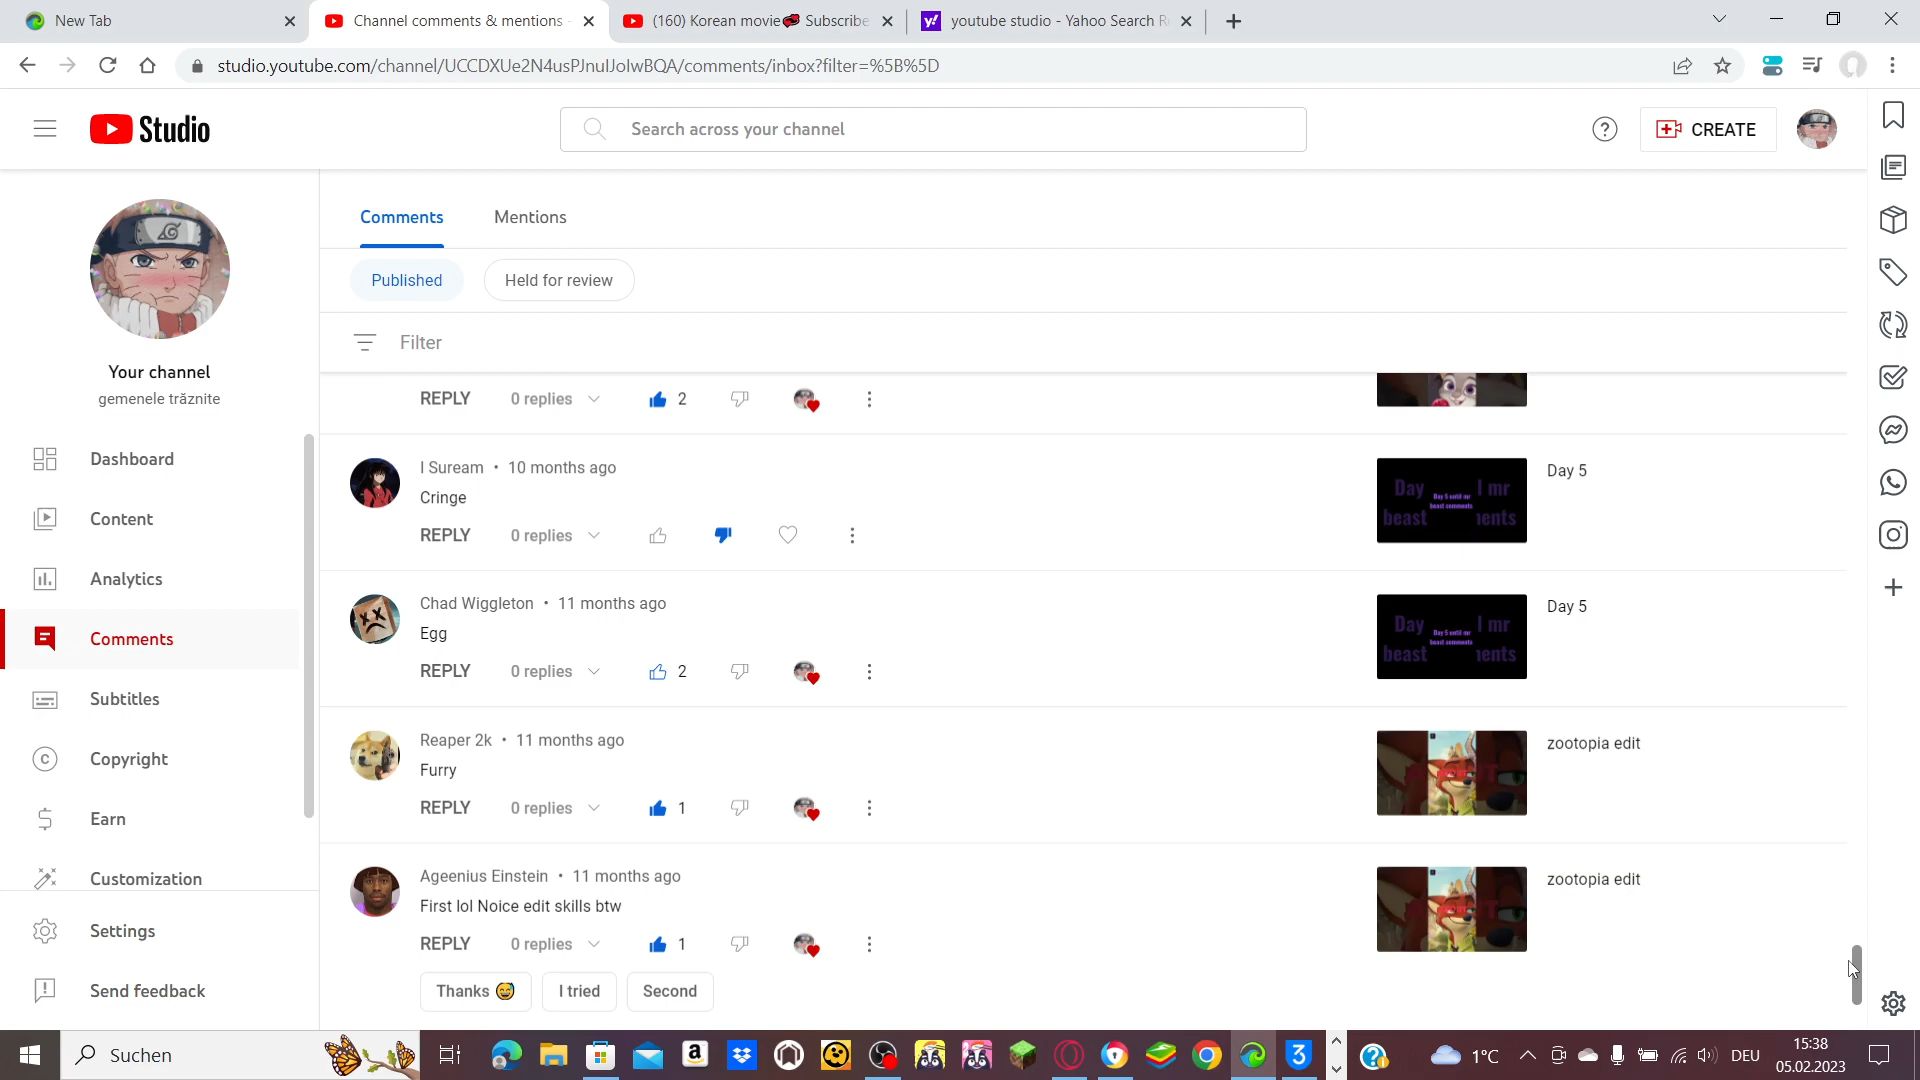 New Tab
Channel comments & mentions
(160) Korean movie Subscribe
youtube studio - Yahoo Search R
studio.youtube.com/channel/UCCDXUe2N4usPJnulJolwBQA/comments/inbox?filter=%5B%5D
Studio
Search across your channel
CREATE
Your channel
gemenele trăznite
Dashboard
Content
Analytics
Comments
Subtitles
Copyright
Earn
Customization
Settings
Send feedback
Comments
Mentions
Published
Held for review
Filter
REPLY 0 replies 2
I Suream • 10 months ago
Cringe
REPLY 0 replies
Day 5
Chad Wiggleton • 11 months ago
Egg
REPLY 0 replies 2
Day 5
Reaper 2k • 11 months ago
Furry
REPLY 0 replies 1
zootopia edit
Ageenius Einstein • 11 months ago
First lol Noice edit skills btw
REPLY 0 replies 1
zootopia edit
Thanks 😅
I tried
Second
Suchen
1°C
DEU
15:38
05.02.2023